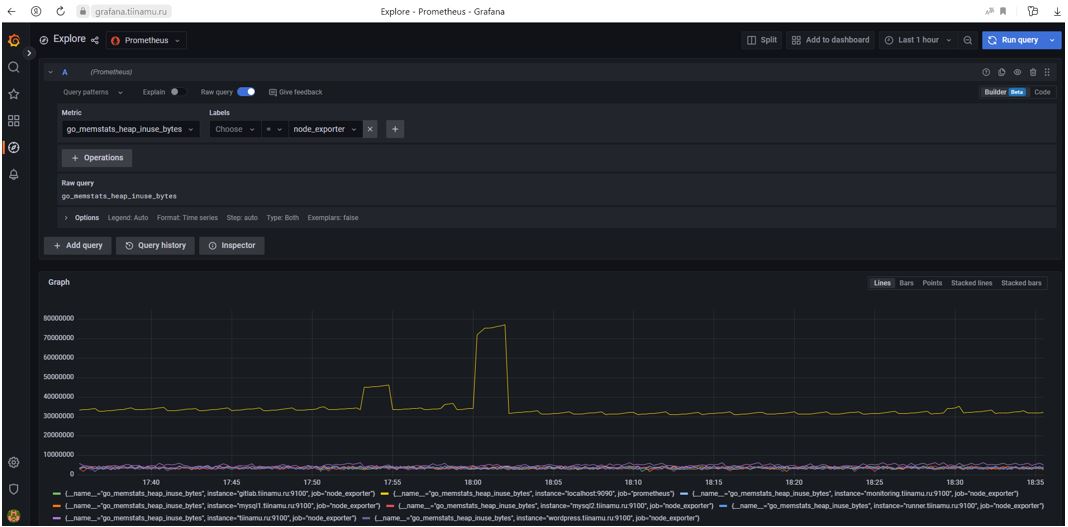 grafana.tiinamu.ru
Explore - Prometheus - Grafana
Explore
Prometheus
Split
Add to dashboard
Last 1 hour
Run query
A
(Prometheus)
Query patterns
Explain
Raw query
Give feedback
Builder Beta
Code
Metric
Labels
go_memstats_heap_inuse_bytes
Choose
=
node_exporter
+ Operations
Raw query
go_memstats_heap_inuse_bytes
Options Legend: Auto Format: Time series Step: auto Type: Both Exemplars: false
+ Add query
Query history
Inspector
Graph
Lines Bars Points Stacked lines Stacked bars
80000000
70000000
60000000
50000000
40000000
30000000
20000000
10000000
0
17:40 17:45 17:50 17:55 18:00 18:05 18:10 18:15 18:20 18:25 18:30 18:35
{__name__="go_memstats_heap_inuse_bytes", instance="gitlab.tiinamu.ru:9100", job="node_exporter"} {__name__="go_memstats_heap_inuse_bytes", instance="localhost:9090", job="prometheus"} {__name__="go_memstats_heap_inuse_bytes", instance="monitoring.tiinamu.ru:9100", job="node_exporter"}
{__name__="go_memstats_heap_inuse_bytes", instance="mysql1.tiinamu.ru:9100", job="node_exporter"} {__name__="go_memstats_heap_inuse_bytes", instance="mysql2.tiinamu.ru:9100", job="node_exporter"} {__name__="go_memstats_heap_inuse_bytes", instance="runner.tiinamu.ru:9100", job="node_exporter"}
{__name__="go_memstats_heap_inuse_bytes", instance="tiinamu.ru:9100", job="node_exporter"} {__name__="go_memstats_heap_inuse_bytes", instance="wordpress.tiinamu.ru:9100", job="node_exporter"}